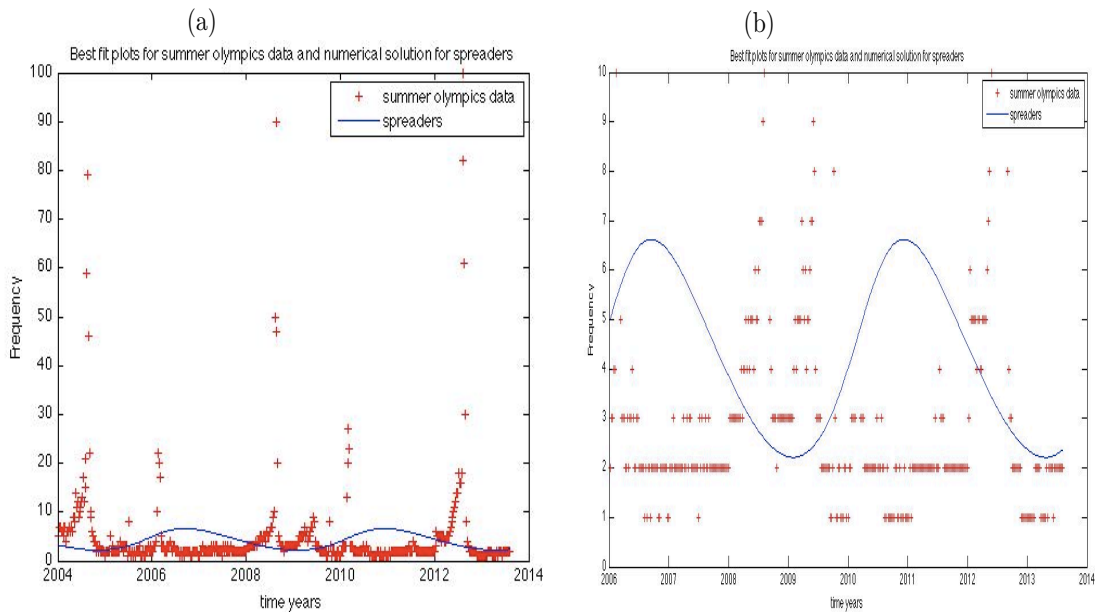 (a)
Best fit plots for summer olympics data and numerical solution for spreaders
100
90
80
70
60
50
40
30
20
10
0
Frequency
summer olympics data
spreaders
2004 2006 2008 2010 2012 2014
time years
(b)
Best fit plots for summer olympics data and numerical solution for spreaders
10
9
8
7
6
5
4
3
2
1
0
Frequency
summer olympics data
spreaders
2006 2007 2008 2009 2010 2011 2012 2013 2014
time years